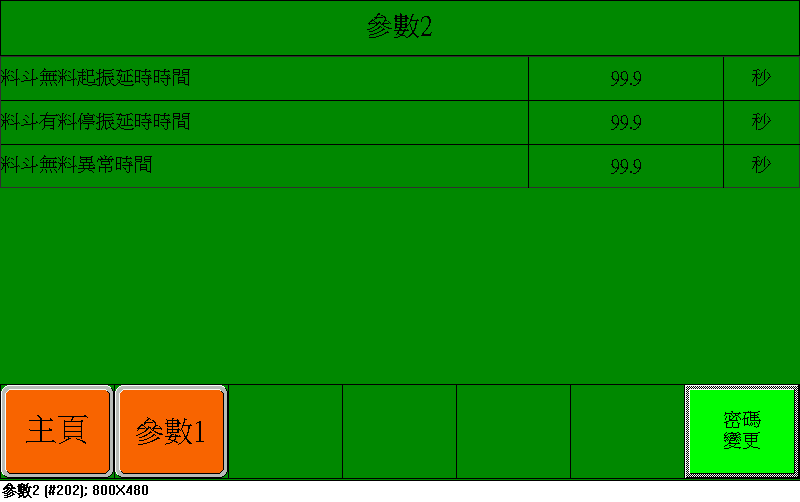 參數2
料斗無料起振延時時間 99.9 秒
料斗有料停振延時時間 99.9 秒
料斗無料異常時間 99.9 秒
主頁 參數1 密碼
變更
參數2 (#202); 800X480